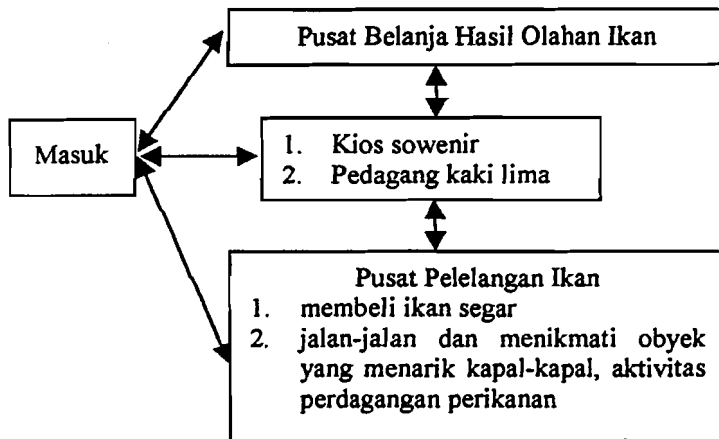 Pusat Belanja Hasil Olahan Ikan
Masuk
1. Kios sowenir
2. Pedagang kaki lima
Pusat Pelelangan Ikan
1. membeli ikan segar
2. jalan-jalan dan menikmati obyek
yang menarik kapal-kapal, aktivitas
perdagangan perikanan